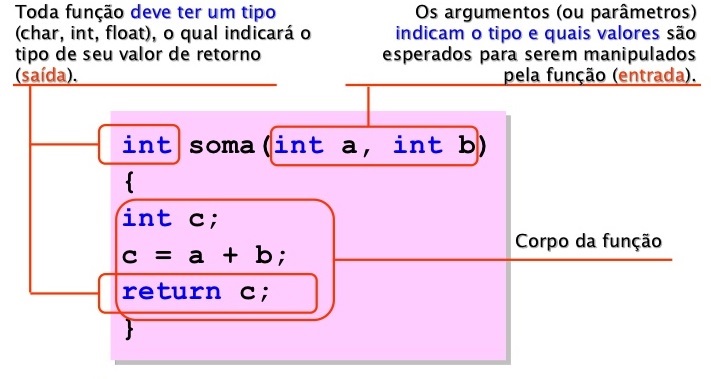 Toda função deve ter um tipo
(char, int, float), o qual indicará o
tipo de seu valor de retorno
(saída).
Os argumentos (ou parâmetros)
indicam o tipo e quais valores são
esperados para serem manipulados
pela função (entrada).
int soma(int a, int b)
{
int c;
c = a + b;
return c;
}
Corpo da função